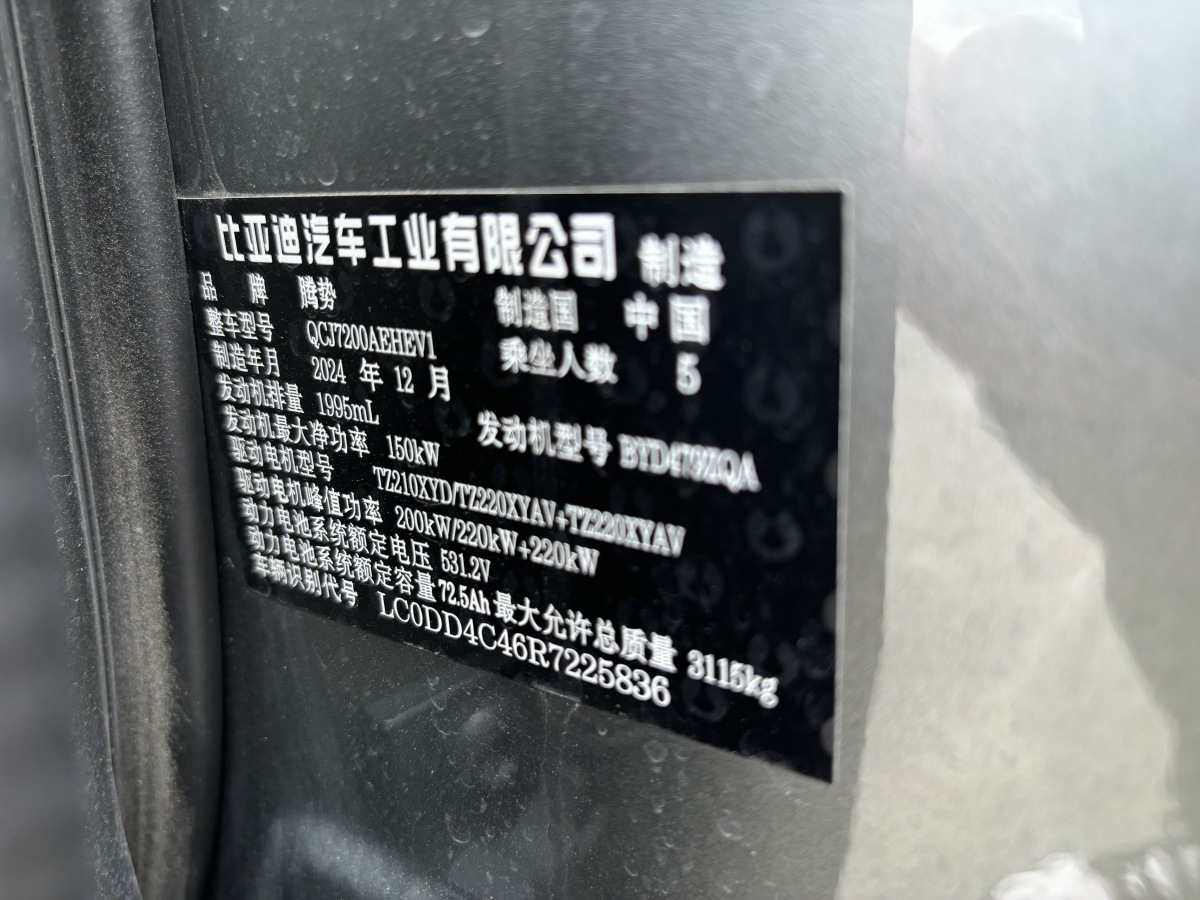 比亚迪汽车工业有限公司 制造
品 牌 腾势 制造国 中国
整车型号 QCJ7200AEHEV1 乘坐人数 5
制造年月 2024 年 12 月
发动机排量 1995mL 发动机型号 BYD479ZQA
发动机最大净功率 150kW
驱动电机型号 TZ210XYD/TZ220XYAV+TZ220XYAV
驱动电机峰值功率 200kW/220kW+220kW
动力电池系统额定电压 531.2V
动力电池系统额定容量 72.5Ah 最大允许总质量 3115kg
车辆识别代号 LC0DD4C46R7225836